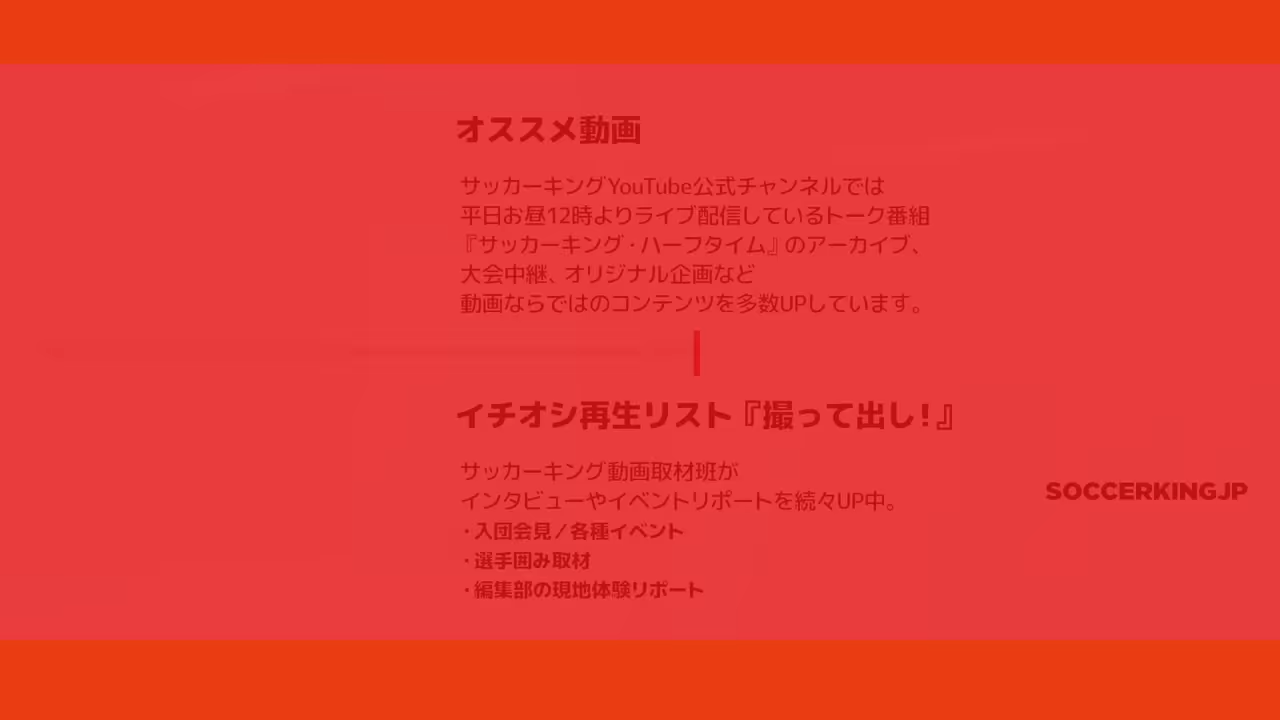 オススメ動画
サッカーキングYouTube公式チャンネルでは
平日お昼12時よりライブ配信しているトーク番組
『サッカーキング・ハーフタイム』のアーカイブ、
大会中継、オリジナル企画など
動画ならではのコンテンツを多数UPしています。
イチオシ再生リスト『撮って出し!』
サッカーキング動画取材班が
インタビューやイベントリポートを続々UP中。
・入団会見/各種イベント
・選手囲み取材
・編集部の現地体験リポート
SOCCERKING.JP